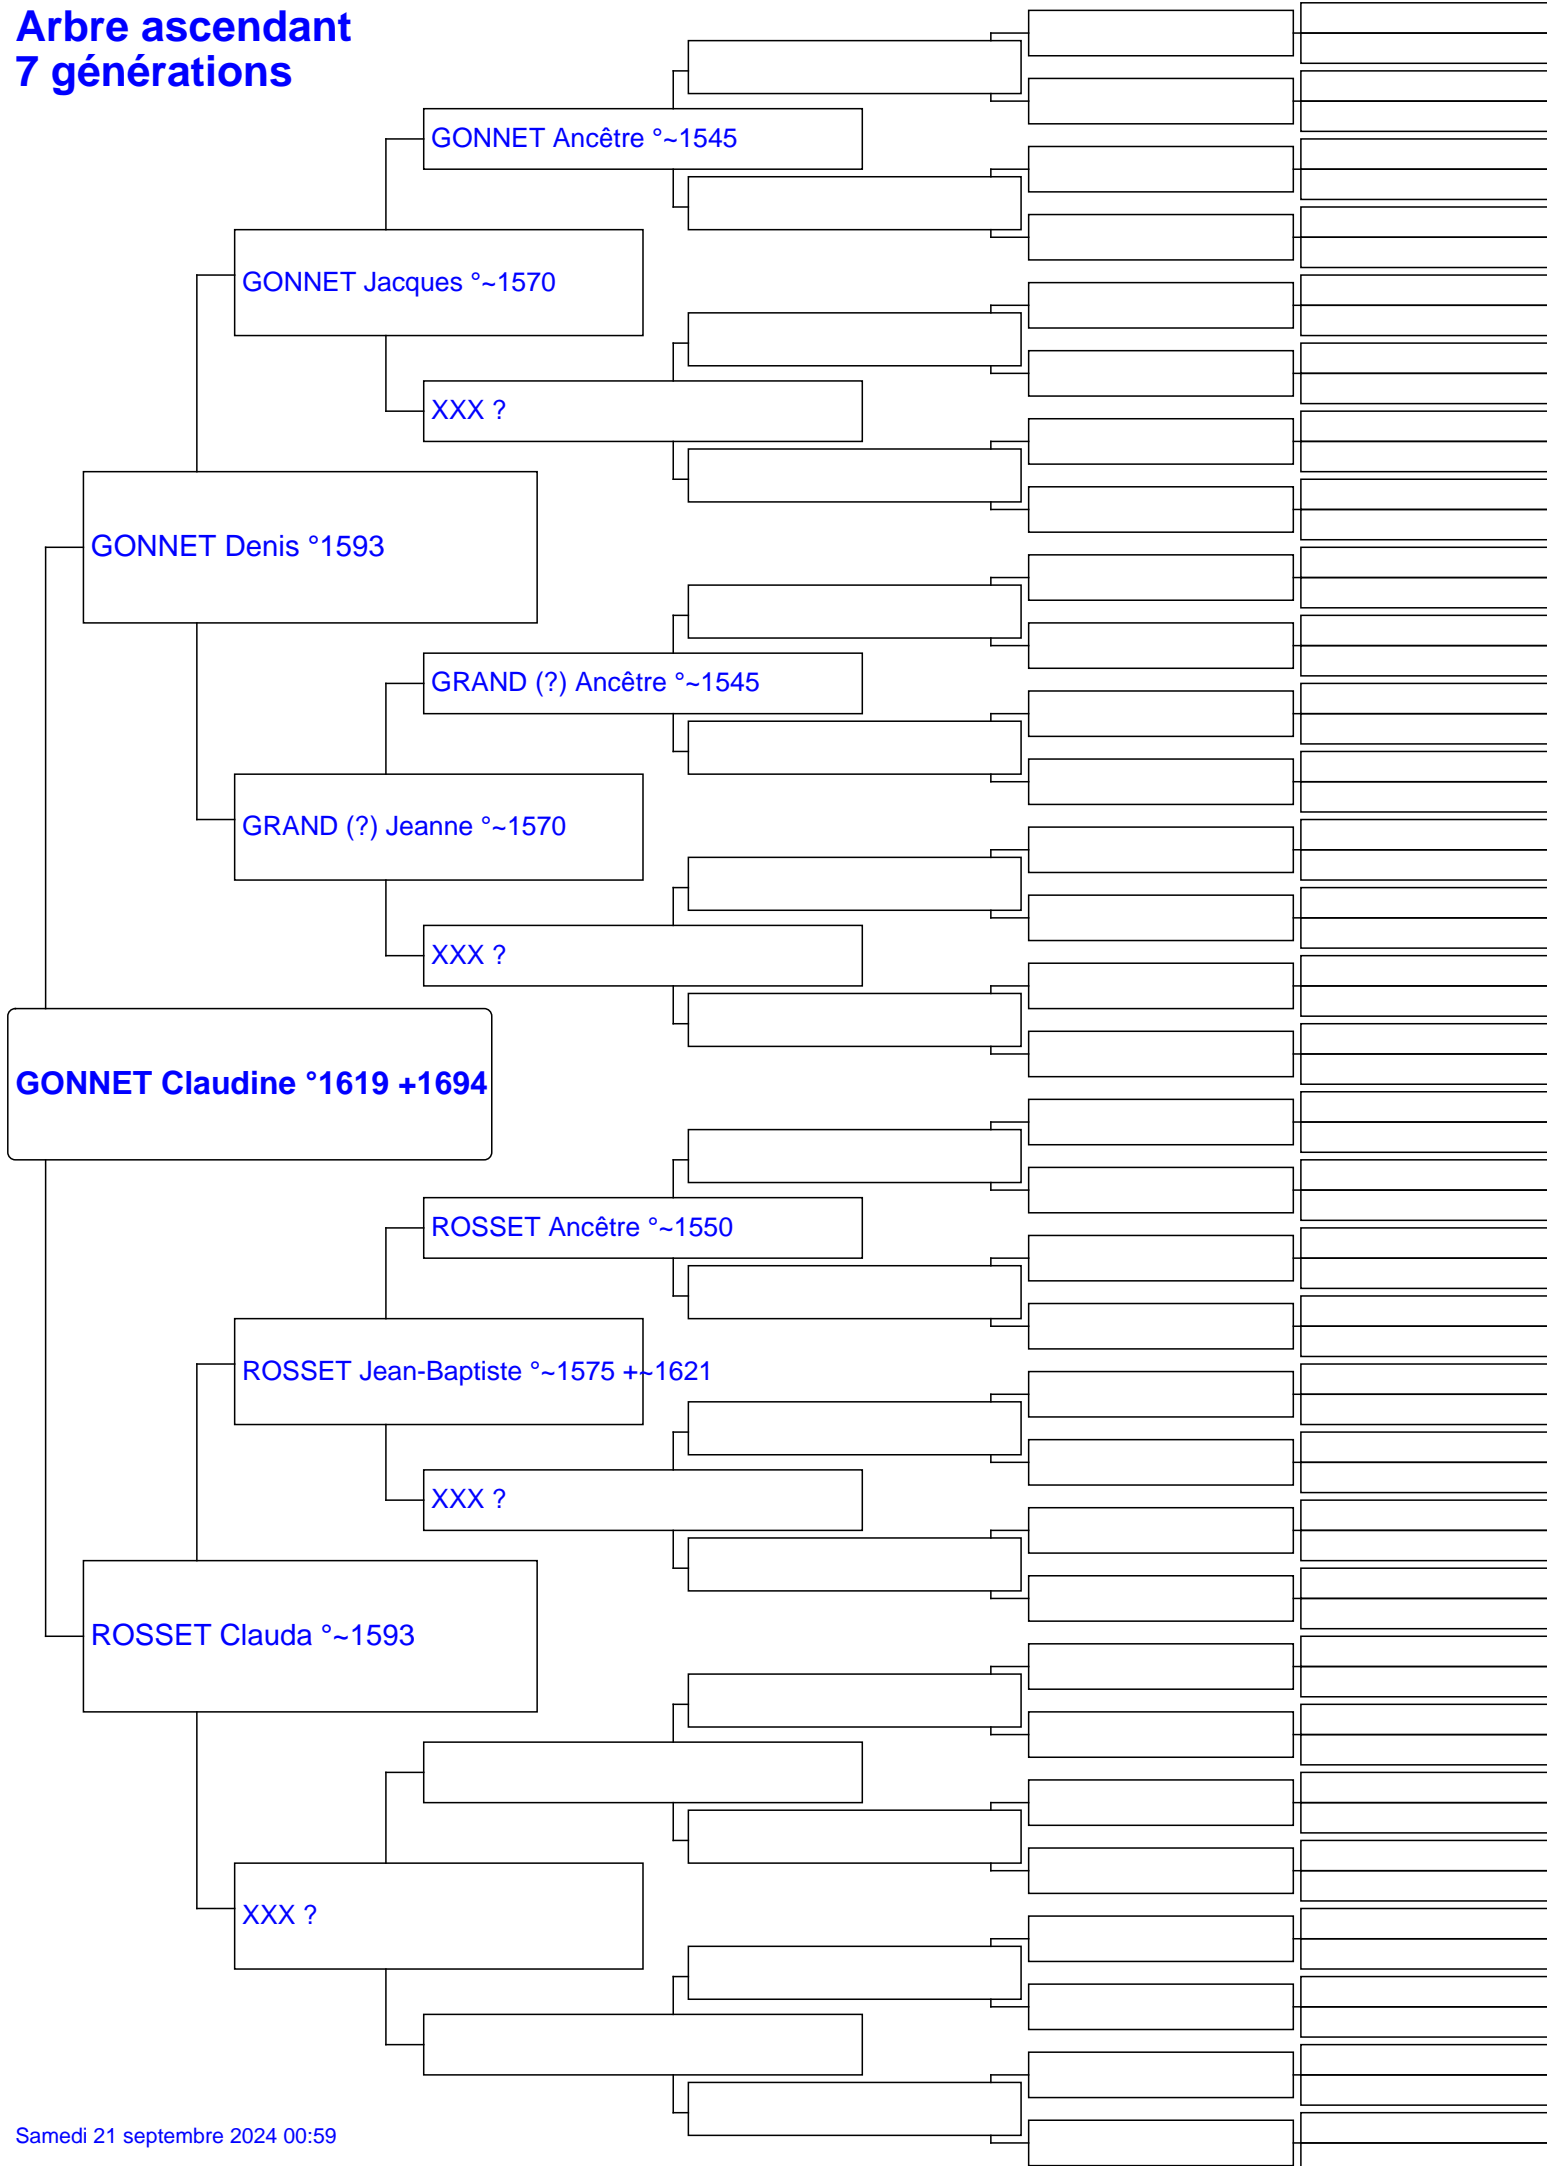 Arbre ascendant
7 générations
GONNET Ancêtre °~1545
GONNET Jacques °~1570
XXX ?
GONNET Denis °1593
GRAND (?) Ancêtre °~1545
GRAND (?) Jeanne °~1570
XXX ?
GONNET Claudine °1619 +1694
ROSSET Ancêtre °~1550
ROSSET Jean-Baptiste °~1575 +~1621
XXX ?
ROSSET Clauda °~1593
XXX ?
Samedi 21 septembre 2024 00:59